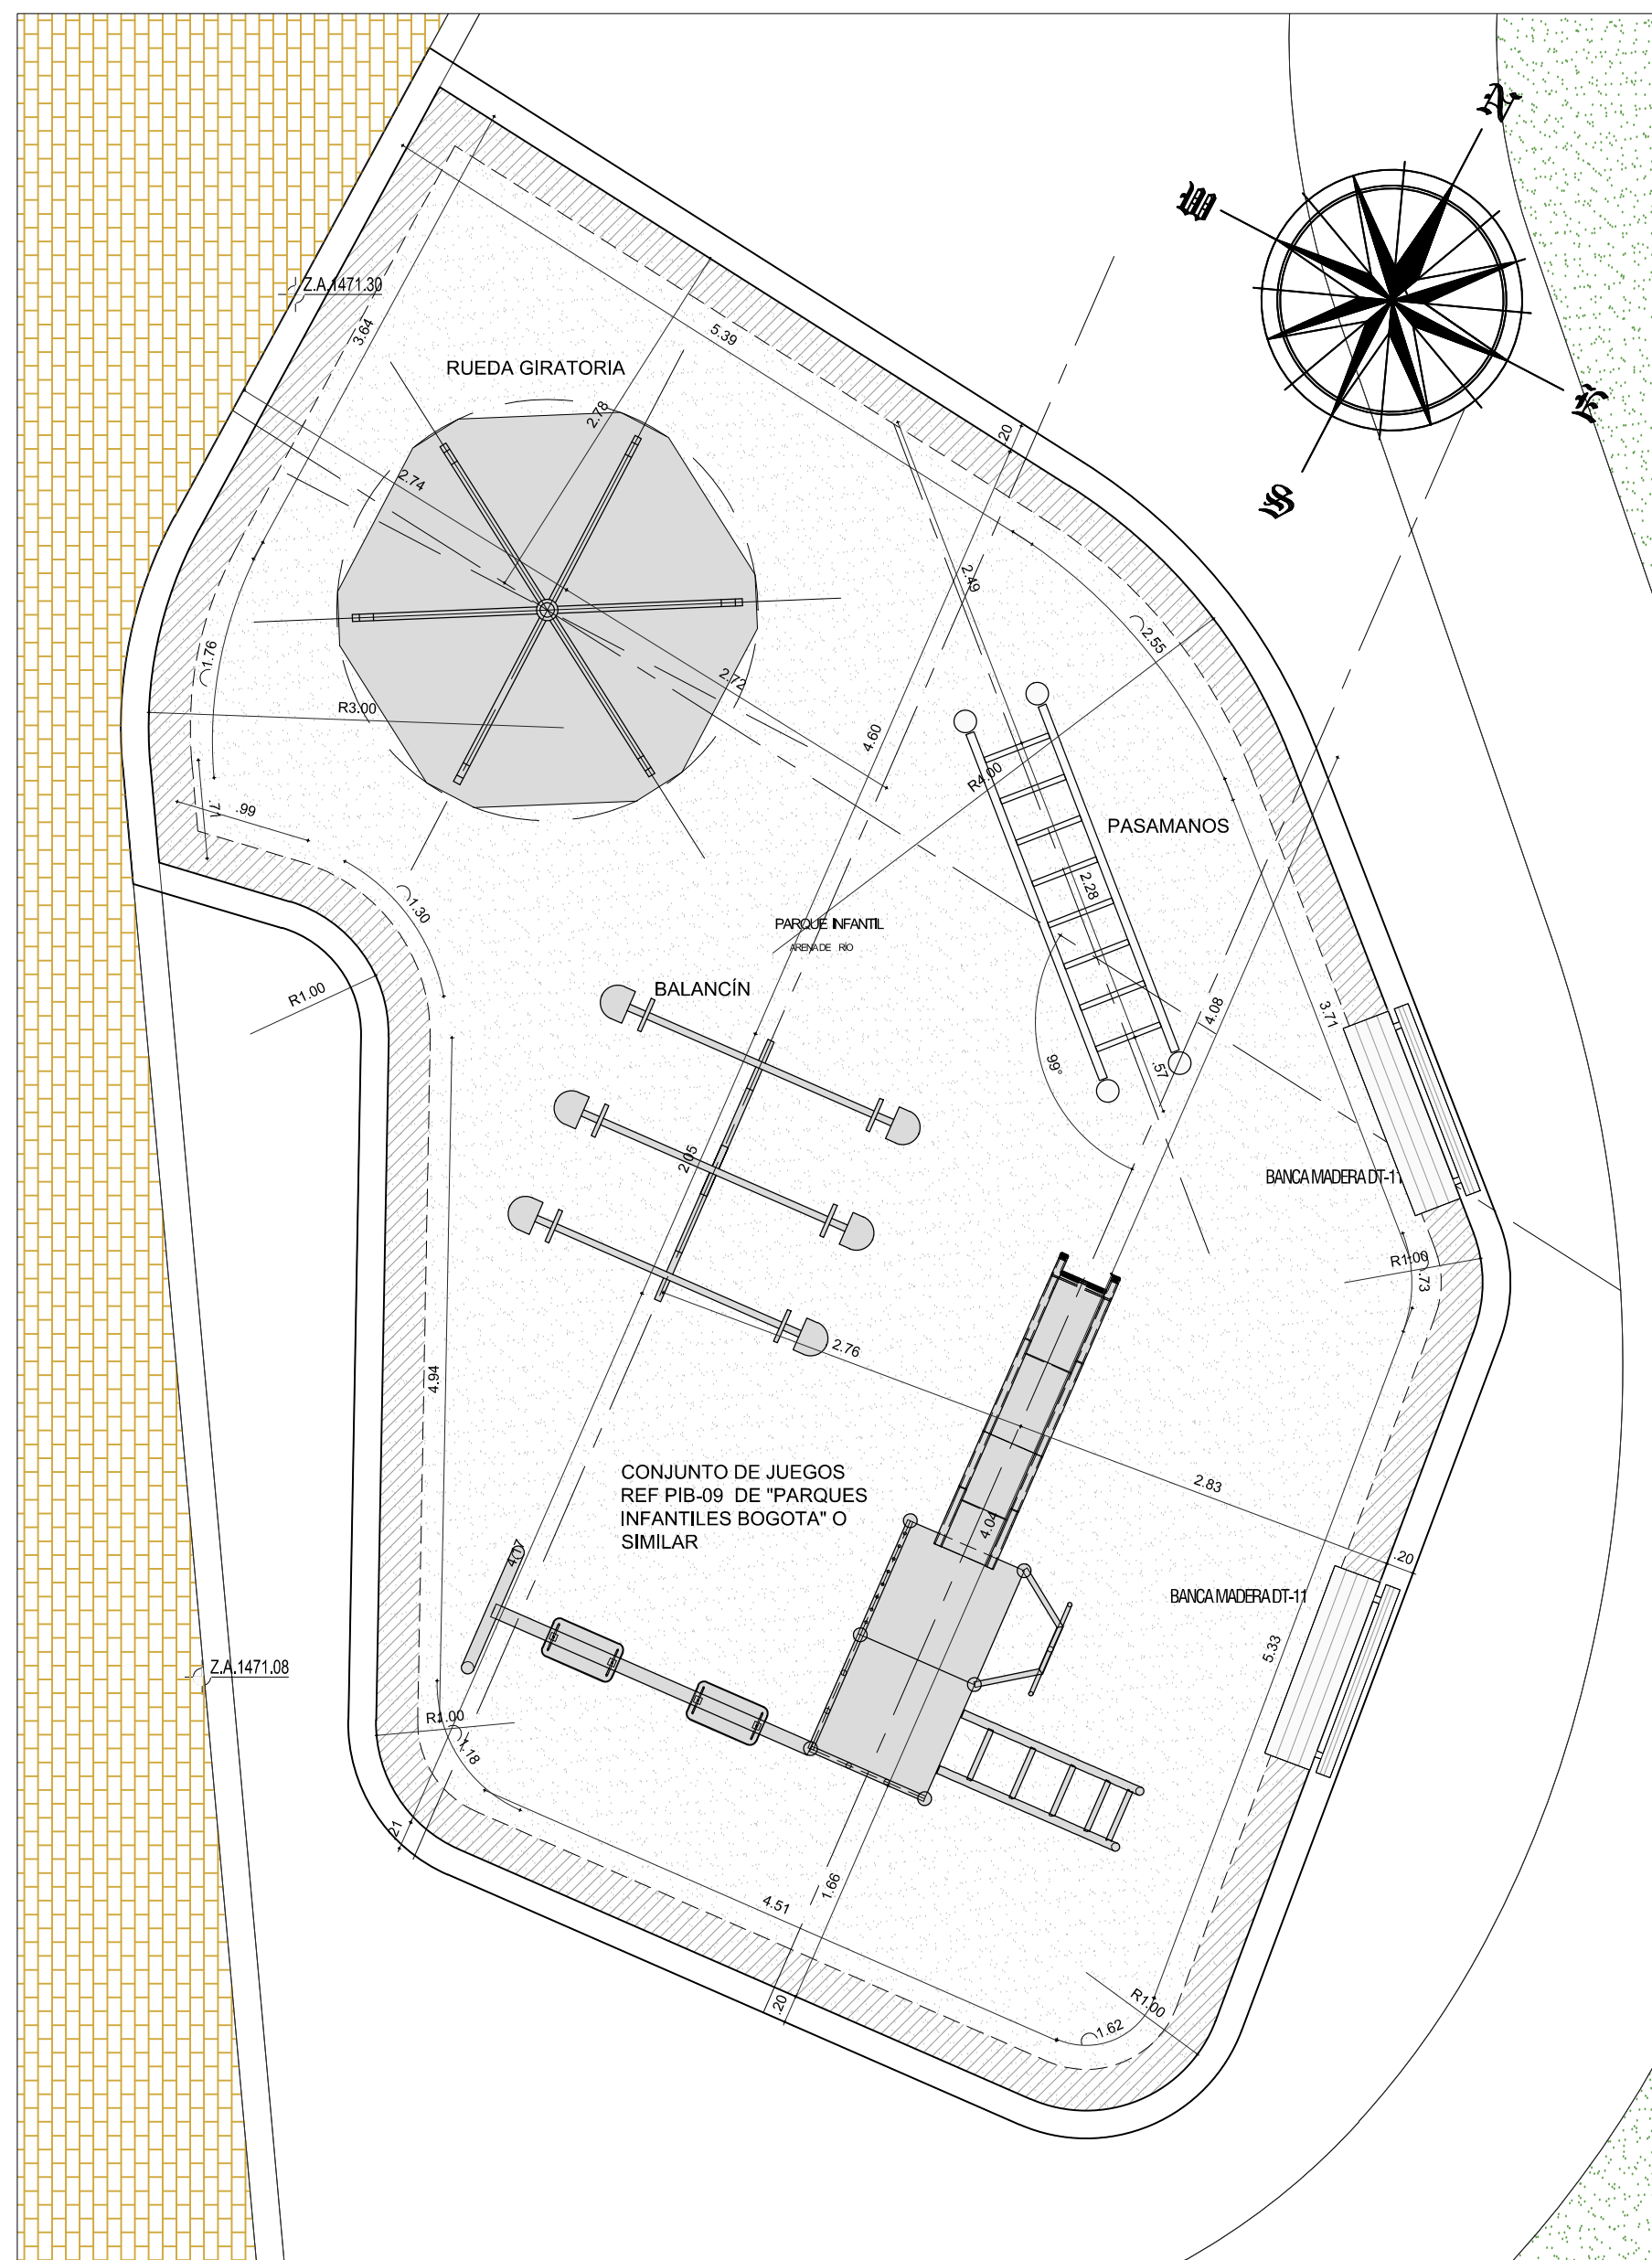 N
W
E
S
Z.A.1471.30
3.64
5.39
RUEDA GIRATORIA
2.78
.20
2.74
2.49
2.55
1.76
2.72
R3.00
4.60
R4.00
.71
.99
PASAMANOS
1.30
2.28
PARQUE INFANTIL
ARENA DE RÍO
BALANCÍN
R1.00
3.71
4.08
99°
.57
2.05
BANCA MADERA DT-11
R1.00
.73
2.76
4.94
CONJUNTO DE JUEGOS
REF PIB-09 DE "PARQUES
INFANTILES BOGOTA" O
SIMILAR
2.83
4.04
4.17
.20
BANCA MADERA DT-11
5.33
Z.A.1471.08
R1.00
1.18
.21
1.66
4.51
.20
R1.00
1.62